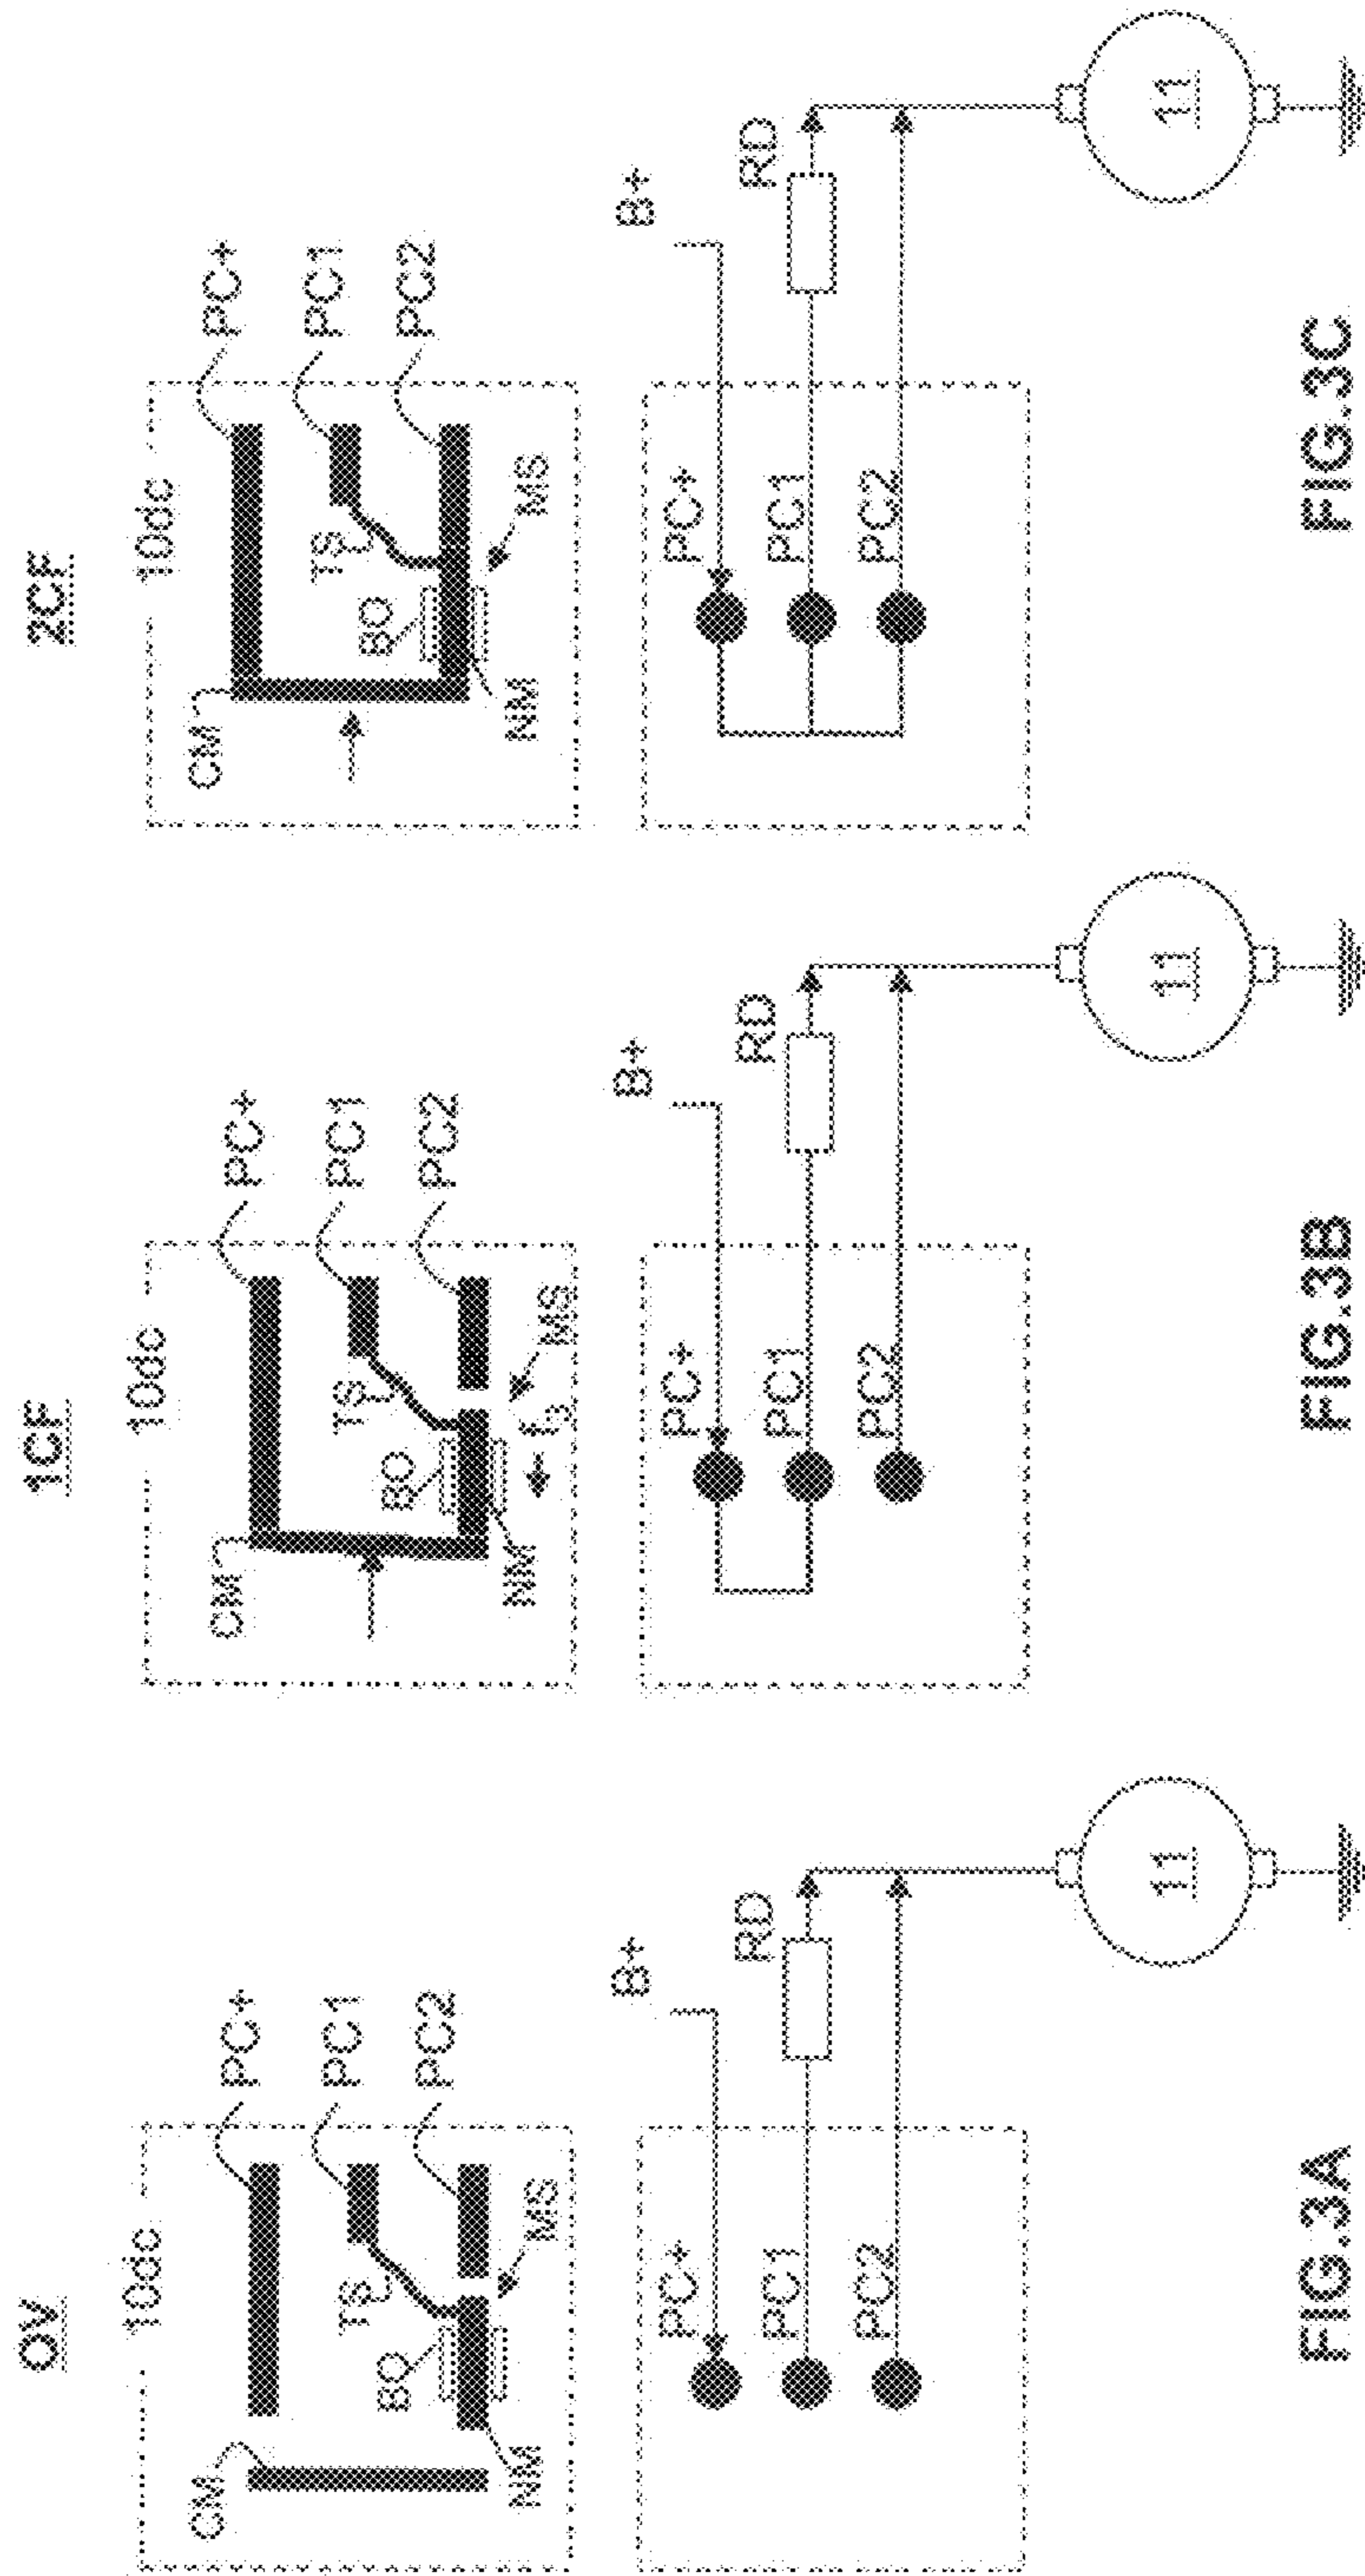 OV
10dc
CM
PC+
PC1
PC2
TS
BO
NM
MS
PC+
PC1
PC2
B+
RD
11
FIG.3A
1CF
10dc
CM
PC+
PC1
PC2
TS
BO
NM
MS
PC+
PC1
PC2
B+
RD
11
FIG.3B
2CF
10dc
CM
PC+
PC1
PC2
TS
BO
NM
MS
PC+
PC1
PC2
B+
RD
11
FIG.3C